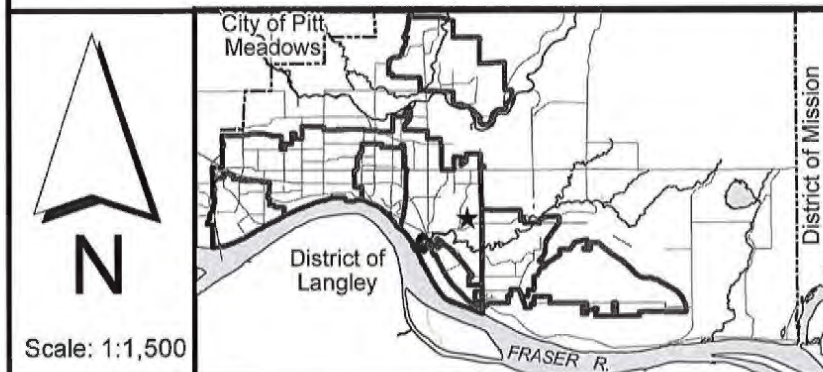 N
Scale: 1:1,500
City of Pitt
Meadows
District of
Langley
District of Mission
FRASER R.